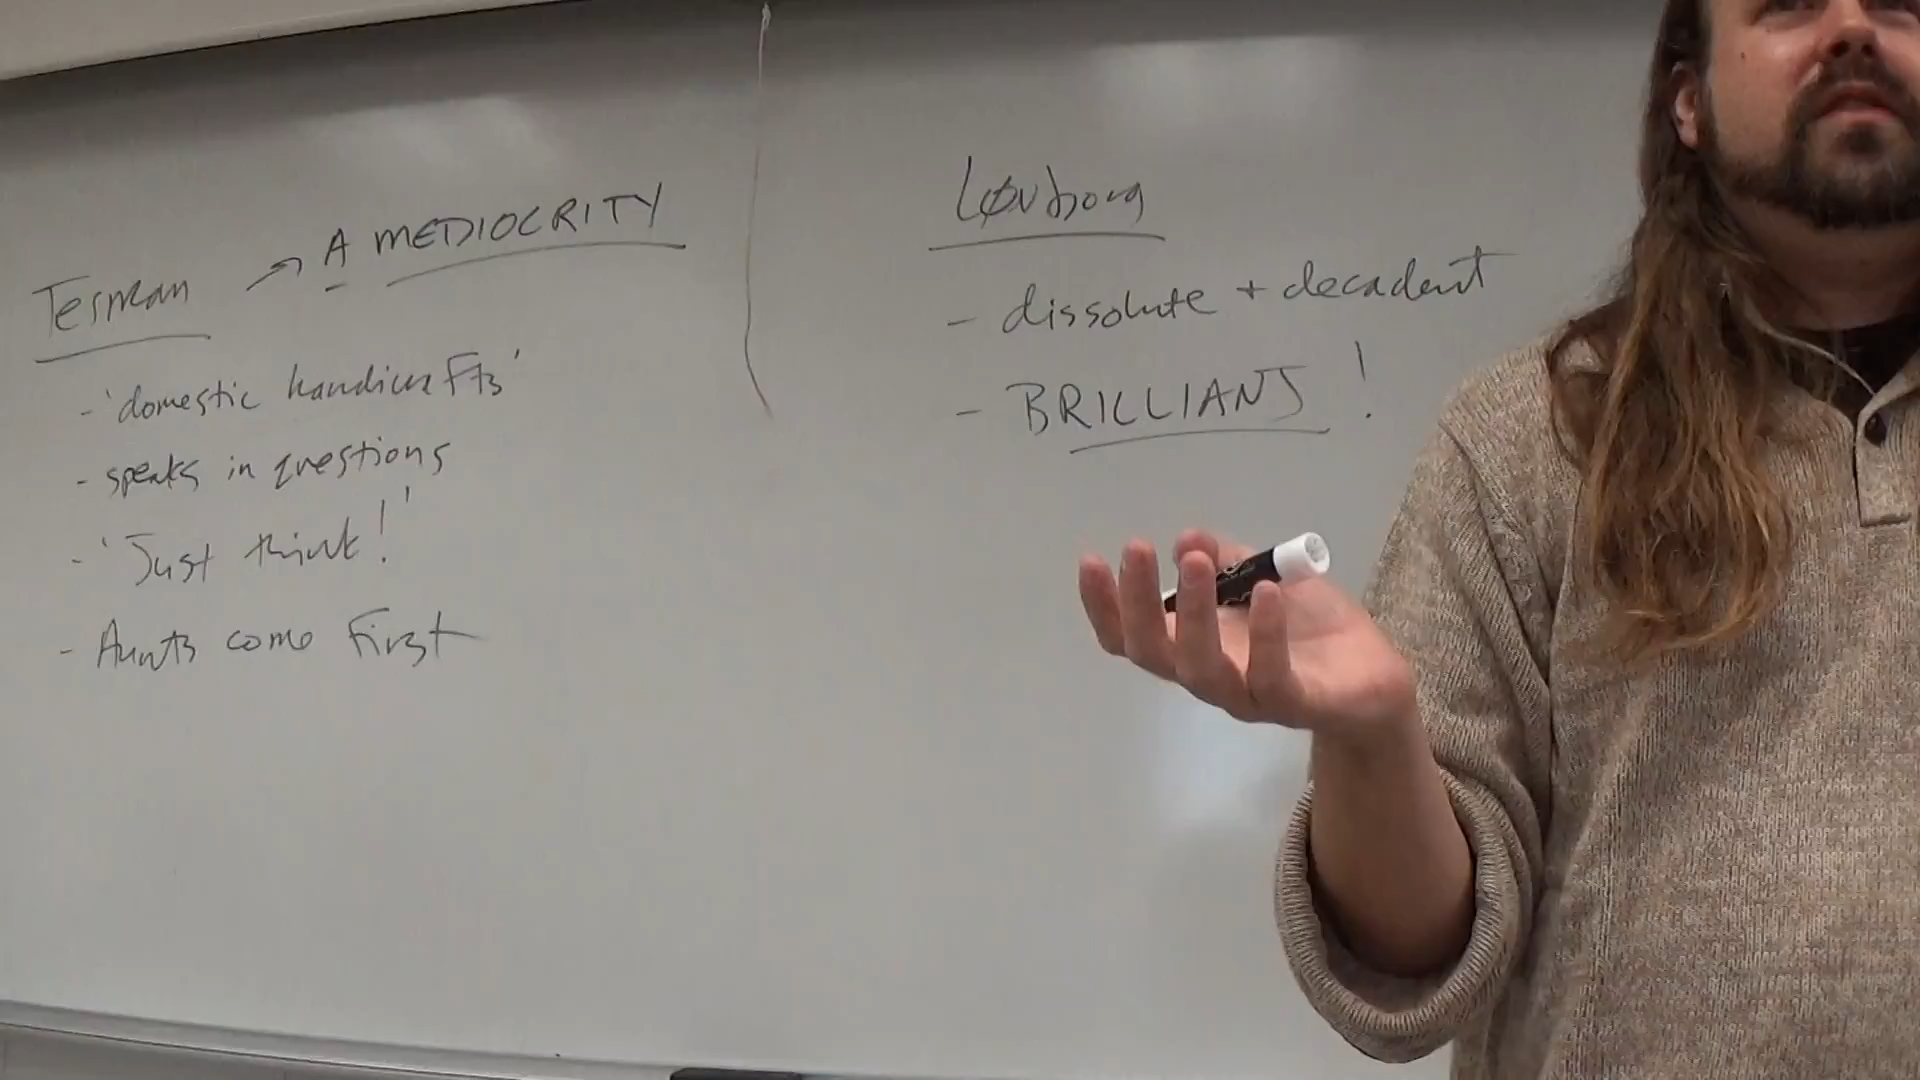 Tesman → A MEDIOCRITY
- 'domestic handicrafts'
- speaks in questions
- 'Just think!'
- Aunts come first
Løvborg
- dissolute + decadent
- BRILLIANT!